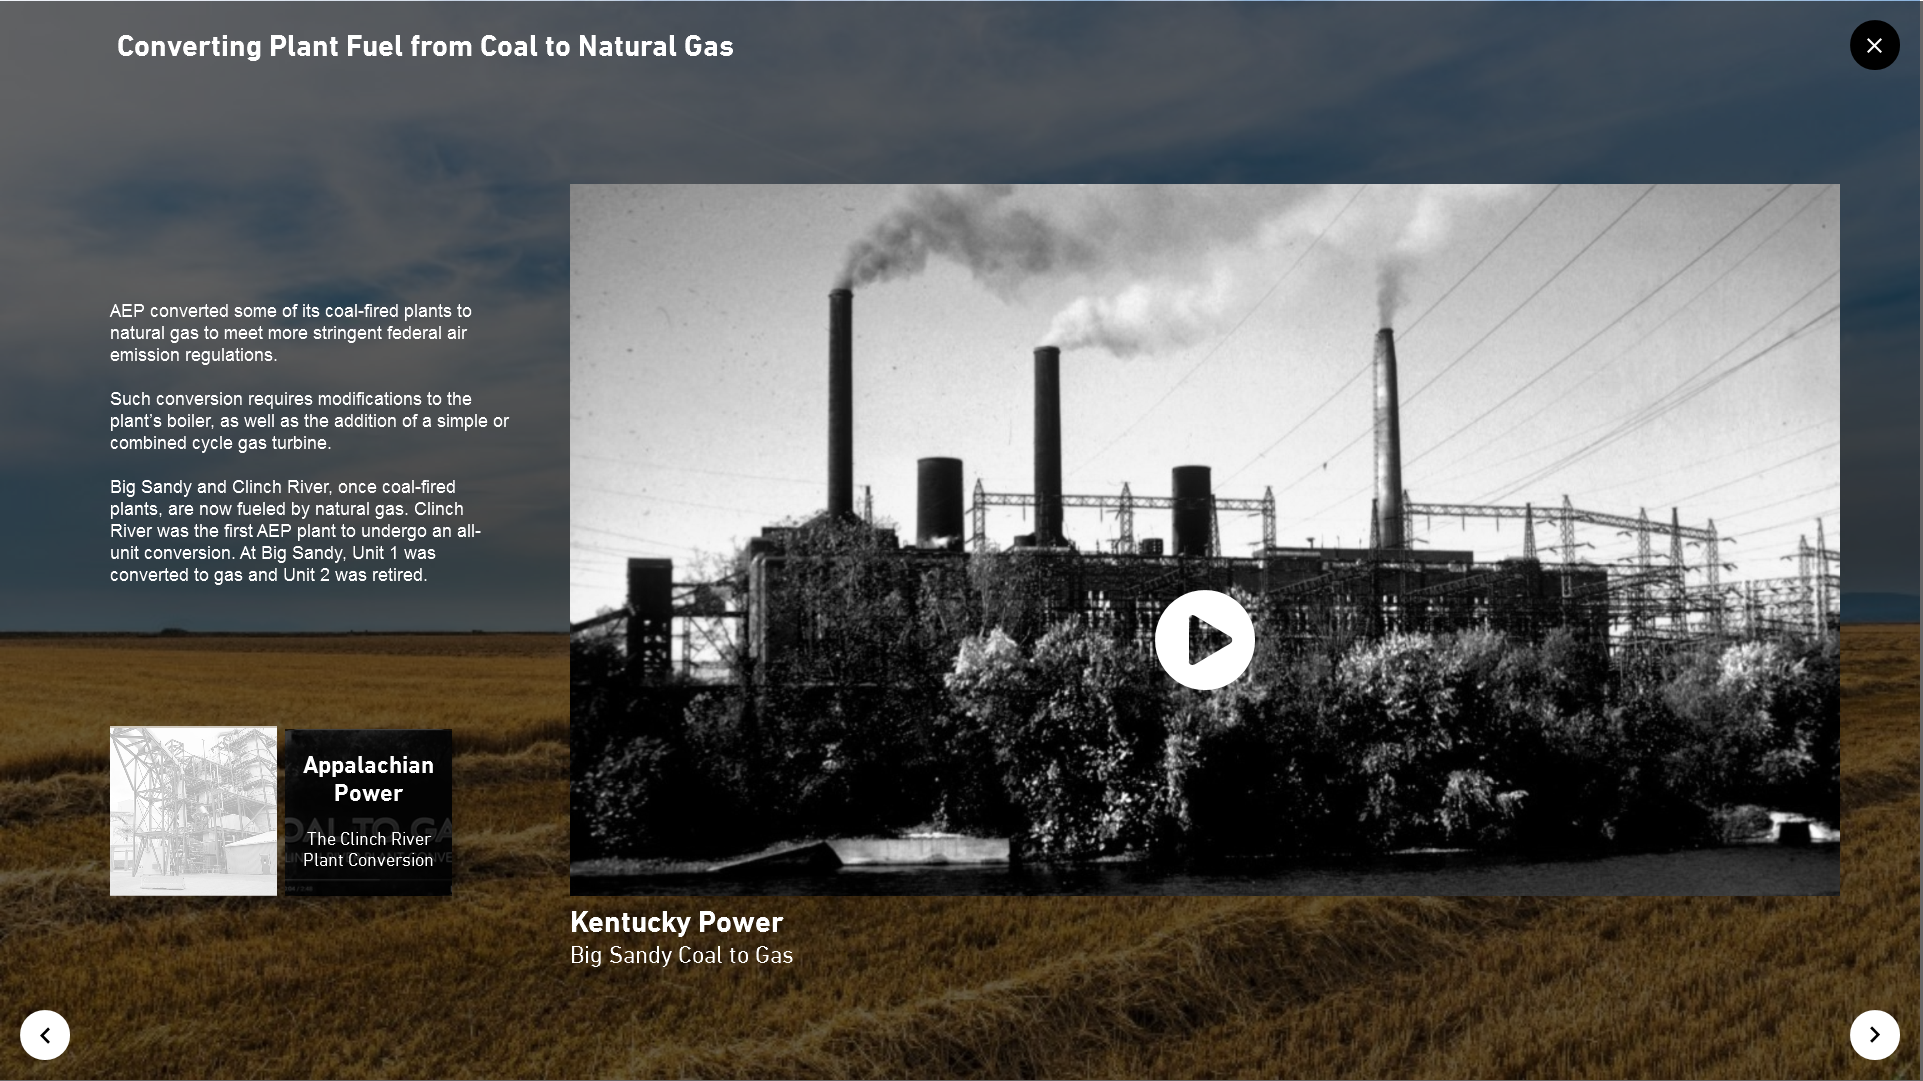 Converting Plant Fuel from Coal to Natural Gas
AEP converted some of its coal-fired plants to
natural gas to meet more stringent federal air
emission regulations.
Such conversion requires modifications to the
plant’s boiler, as well as the addition of a simple or
combined cycle gas turbine.
Big Sandy and Clinch River, once coal-fired
plants, are now fueled by natural gas. Clinch
River was the first AEP plant to undergo an all-
unit conversion. At Big Sandy, Unit 1 was
converted to gas and Unit 2 was retired.
Appalachian
Power
The Clinch River
Plant Conversion
Kentucky Power
Big Sandy Coal to Gas